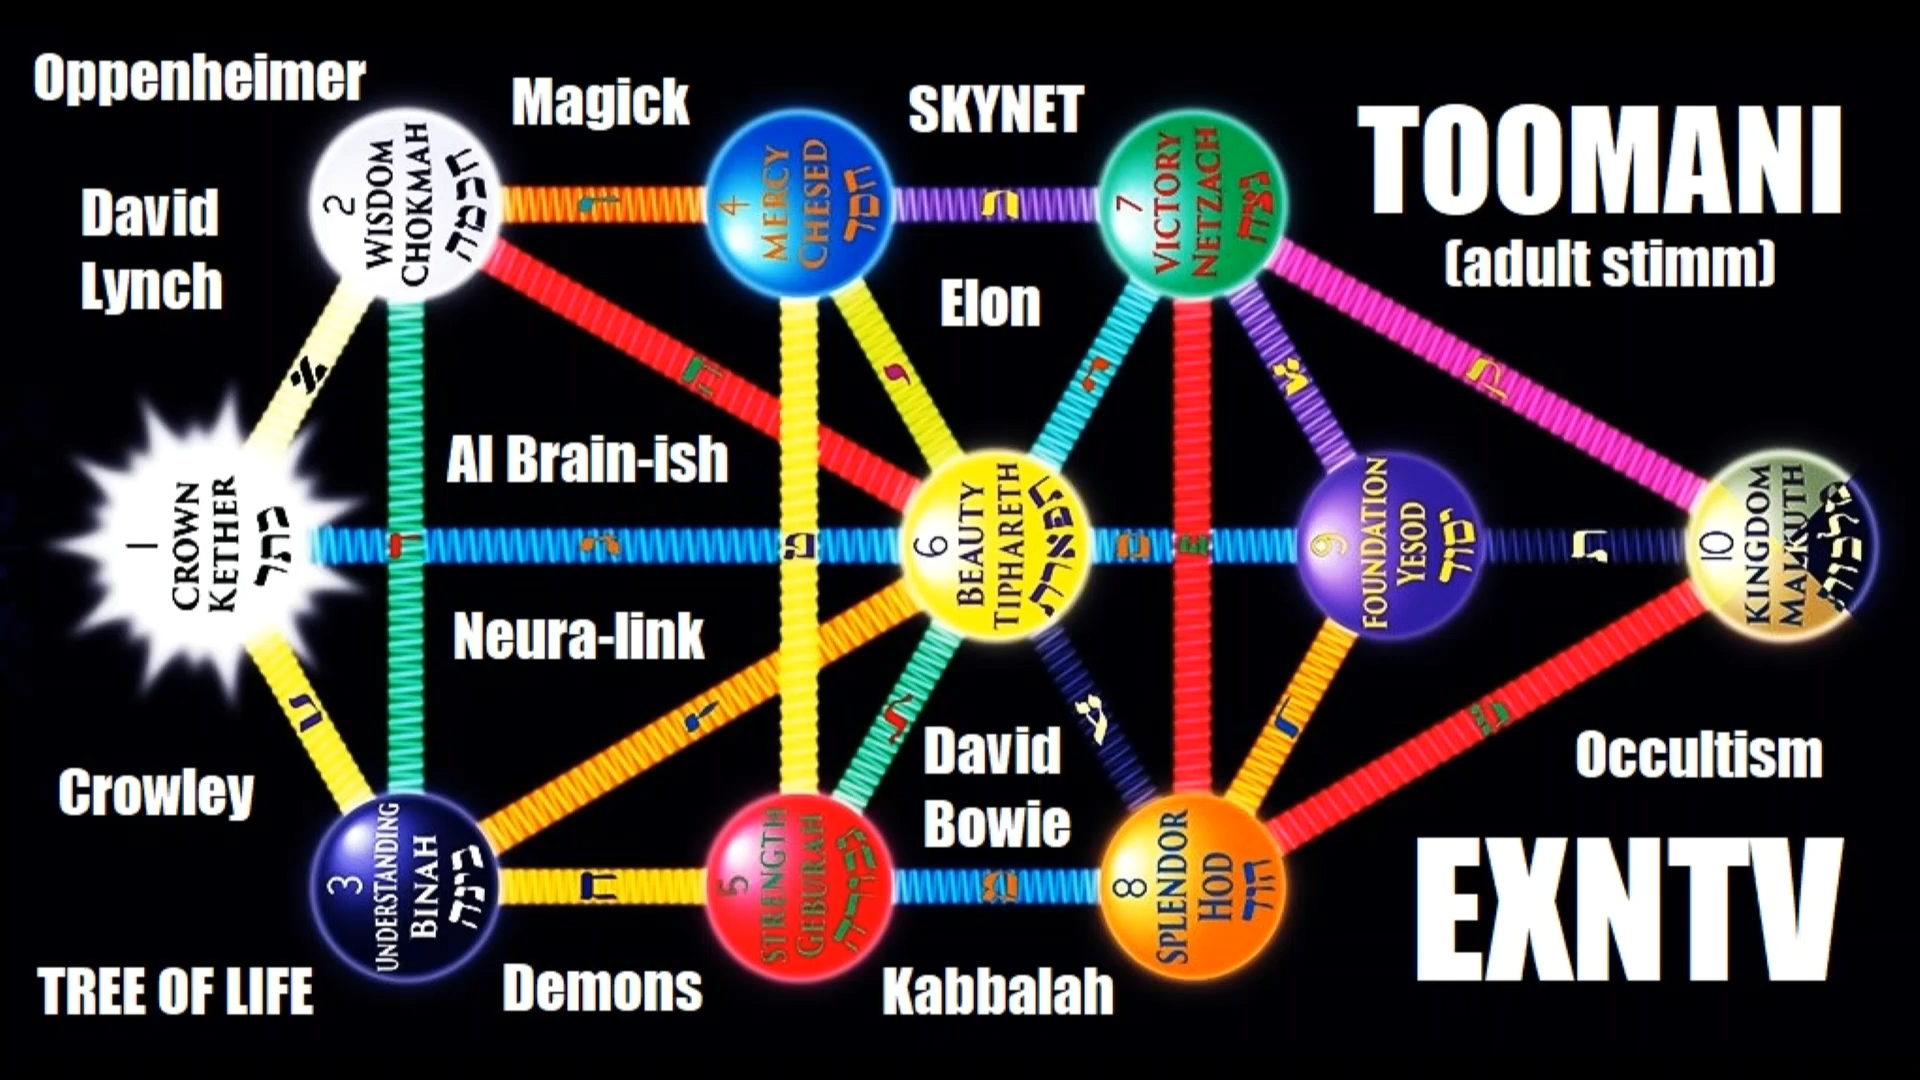 Oppenheimer
Magick
SKYNET
TOOMANI
(adult stimm)
David
Lynch
2
WISDOM
CHOKMAH
חכמה
4
MERCY
CHESED
חסד
7
VICTORY
NETZACH
נצח
Elon
AI Brain-ish
1
CROWN
KETHER
כתר
6
BEAUTY
TIPHARETH
תפארת
9
FOUNDATION
YESOD
יסוד
10
KINGDOM
MALKUTH
מלכות
Neura-link
Crowley
David
Bowie
Occultism
3
UNDERSTANDING
BINAH
בינה
5
STRENGTH
GEBURAH
גבורה
8
SPLENDOR
HOD
הוד
EXNTV
TREE OF LIFE
Demons
Kabbalah